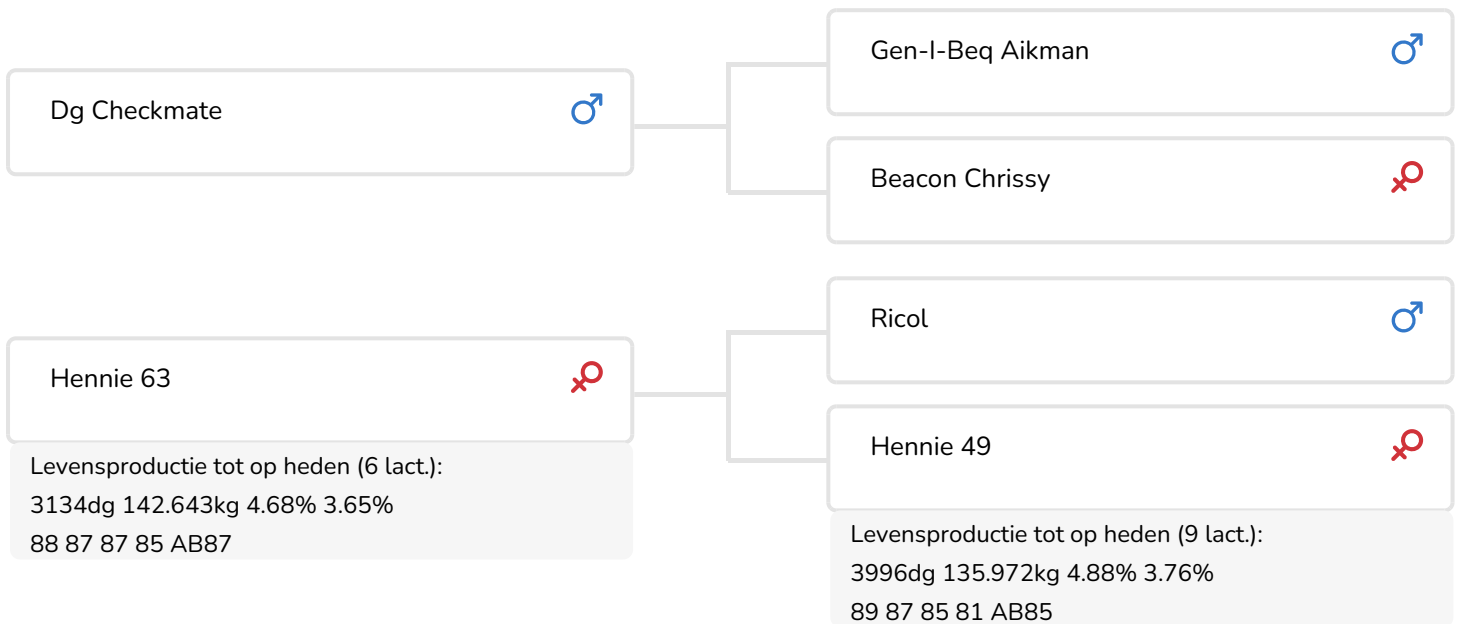 Gen-I-Beq Aikman
Dg Checkmate
Beacon Chrissy
Ricol
Hennie 63
Hennie 49
Levensproductie tot op heden (6 lact.):
3134dg 142.643kg 4.68% 3.65%
88 87 87 85 AB87
Levensproductie tot op heden (9 lact.):
3996dg 135.972kg 4.88% 3.76%
89 87 85 81 AB85